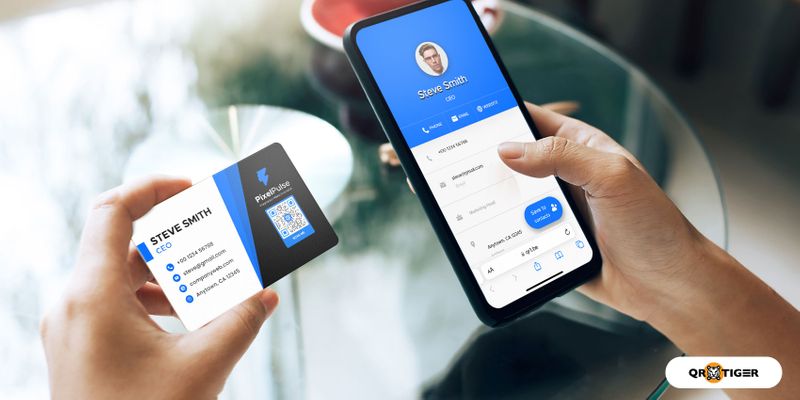 STEVE SMITH
CEO
+00 1234 56788
steve@gmail.com
companyweb.com
Anytown, CA 12345
PixelPulse
Steve Smith
CEO
PHONE
EMAIL
WEBSITE
+00 1234 56788
steve@gmail.com
Email
Marketing Head
Anytown, CA 12345
Save to
contacts
AA
qr1.be
QR TIGER